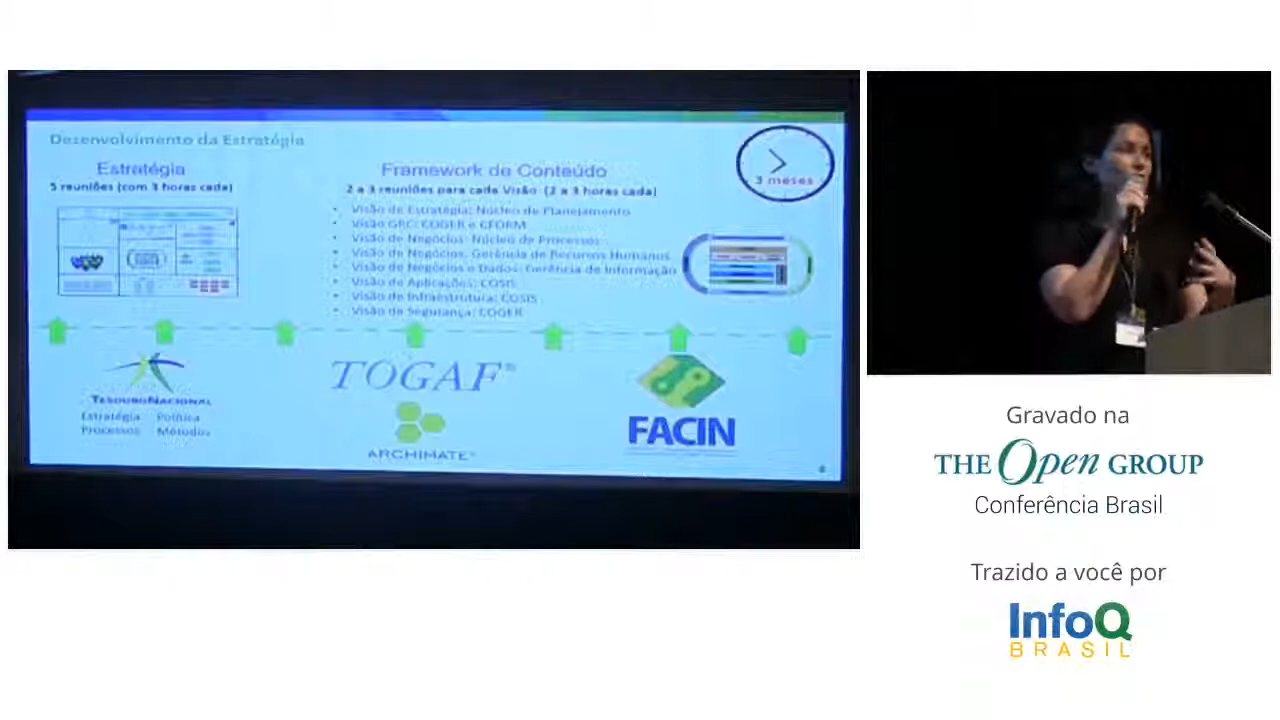 Desenvolvimento da Estratégia
Estratégia
5 reuniões (com 3 horas cada)
Framework de Conteúdo
2 a 3 reuniões para cada Visão (2 a 3 horas cada)
3 meses
• Visão de Estratégia: Núcleo de Planejamento
• Visão GRC: COGER e CFORM
• Visão de Negócios: Núcleo de Processos
• Visão de Negócios: Gerência de Recursos Humanos
• Visão de Negócios e Dados: Gerência de Informação
• Visão de Aplicações: COSIS
• Visão de Infraestrutura: COSIS
• Visão de Segurança: COGER
TESOURONACIONAL
Estratégia Política
Processos Métodos
TOGAF®
ARCHIMATE®
FACIN
Gravado na
THE Open GROUP
Conferência Brasil
Trazido a você por
InfoQ
BRASIL